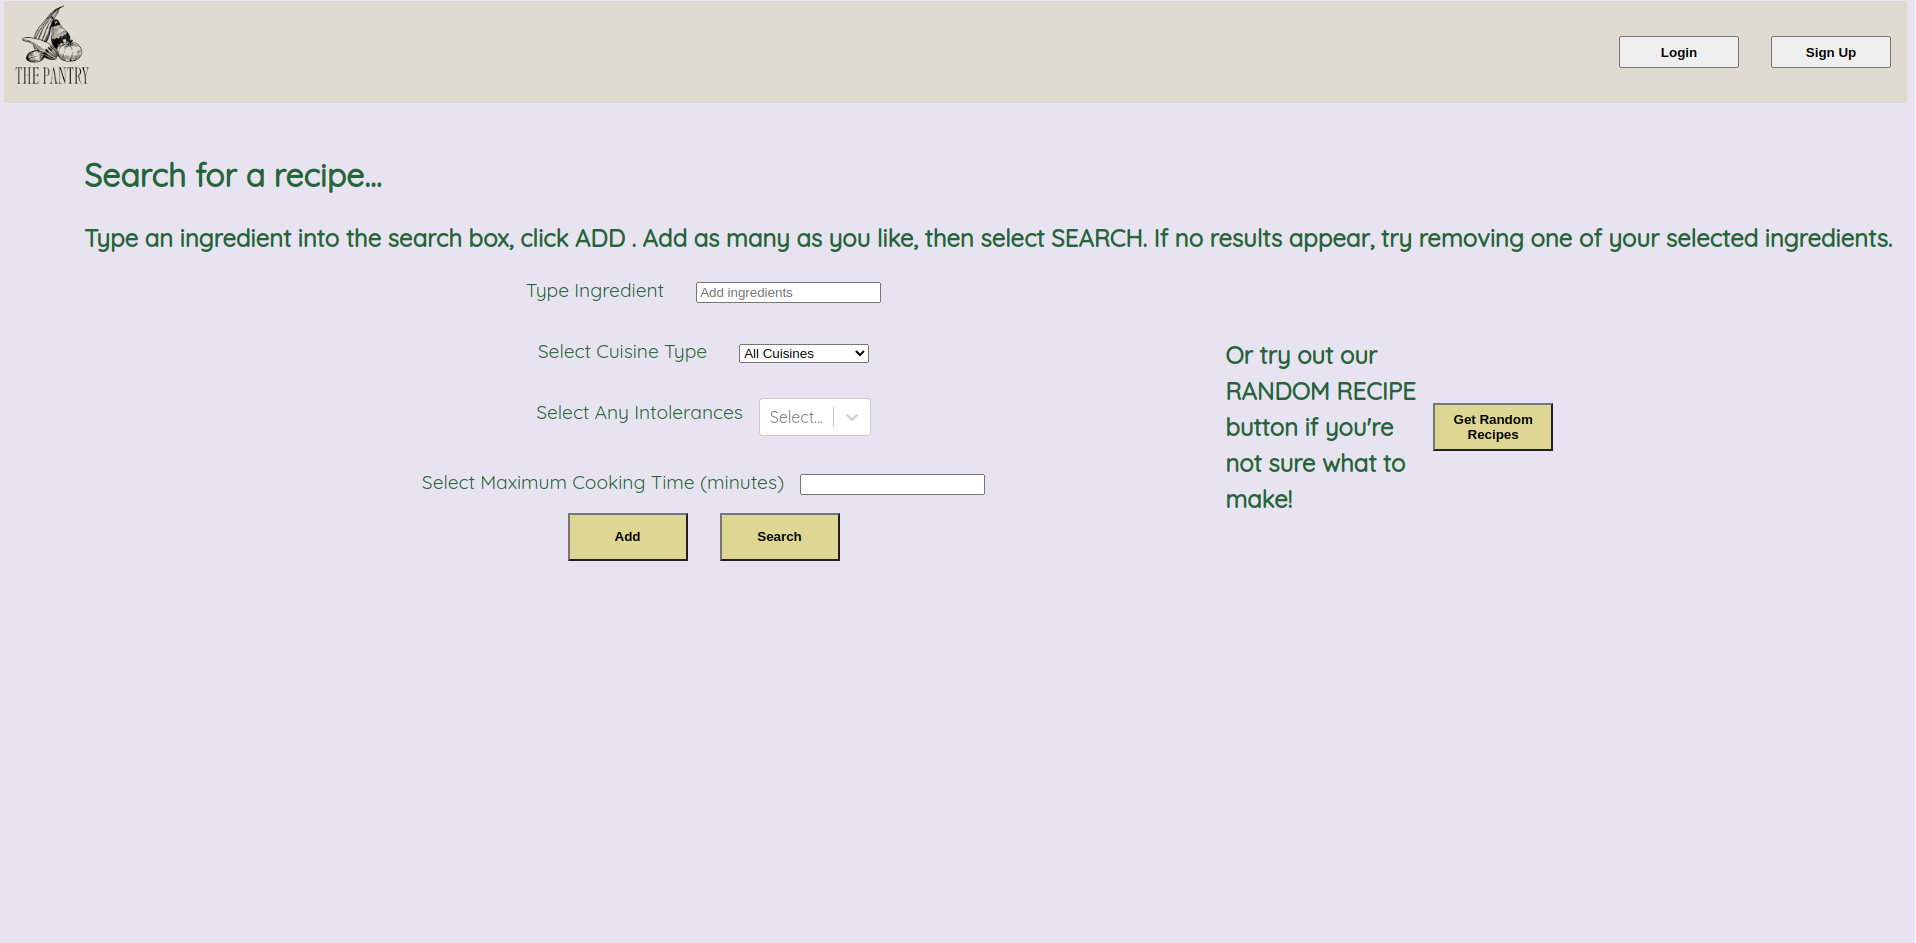 THE PANTRY
Login
Sign Up
Search for a recipe...
Type an ingredient into the search box, click ADD . Add as many as you like, then select SEARCH. If no results appear, try removing one of your selected ingredients.
Type Ingredient
Add ingredients
Select Cuisine Type
All Cuisines
Select Any Intolerances
Select...
Select Maximum Cooking Time (minutes)
Add
Search
Or try out our
RANDOM RECIPE
button if you're
not sure what to
make!
Get Random
Recipes